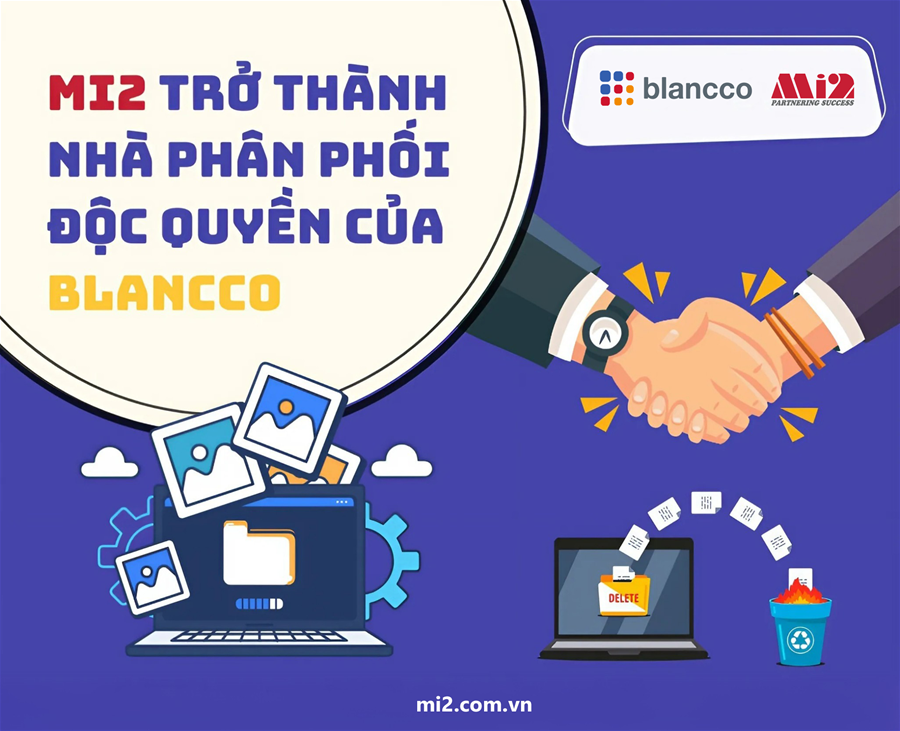 MI2 TRỞ THÀNH
NHÀ PHÂN PHỐI
ĐỘC QUYỀN CỦA
BLANCCO
blancco
Mi2
PARTNERING SUCCESS
DELETE
mi2.com.vn